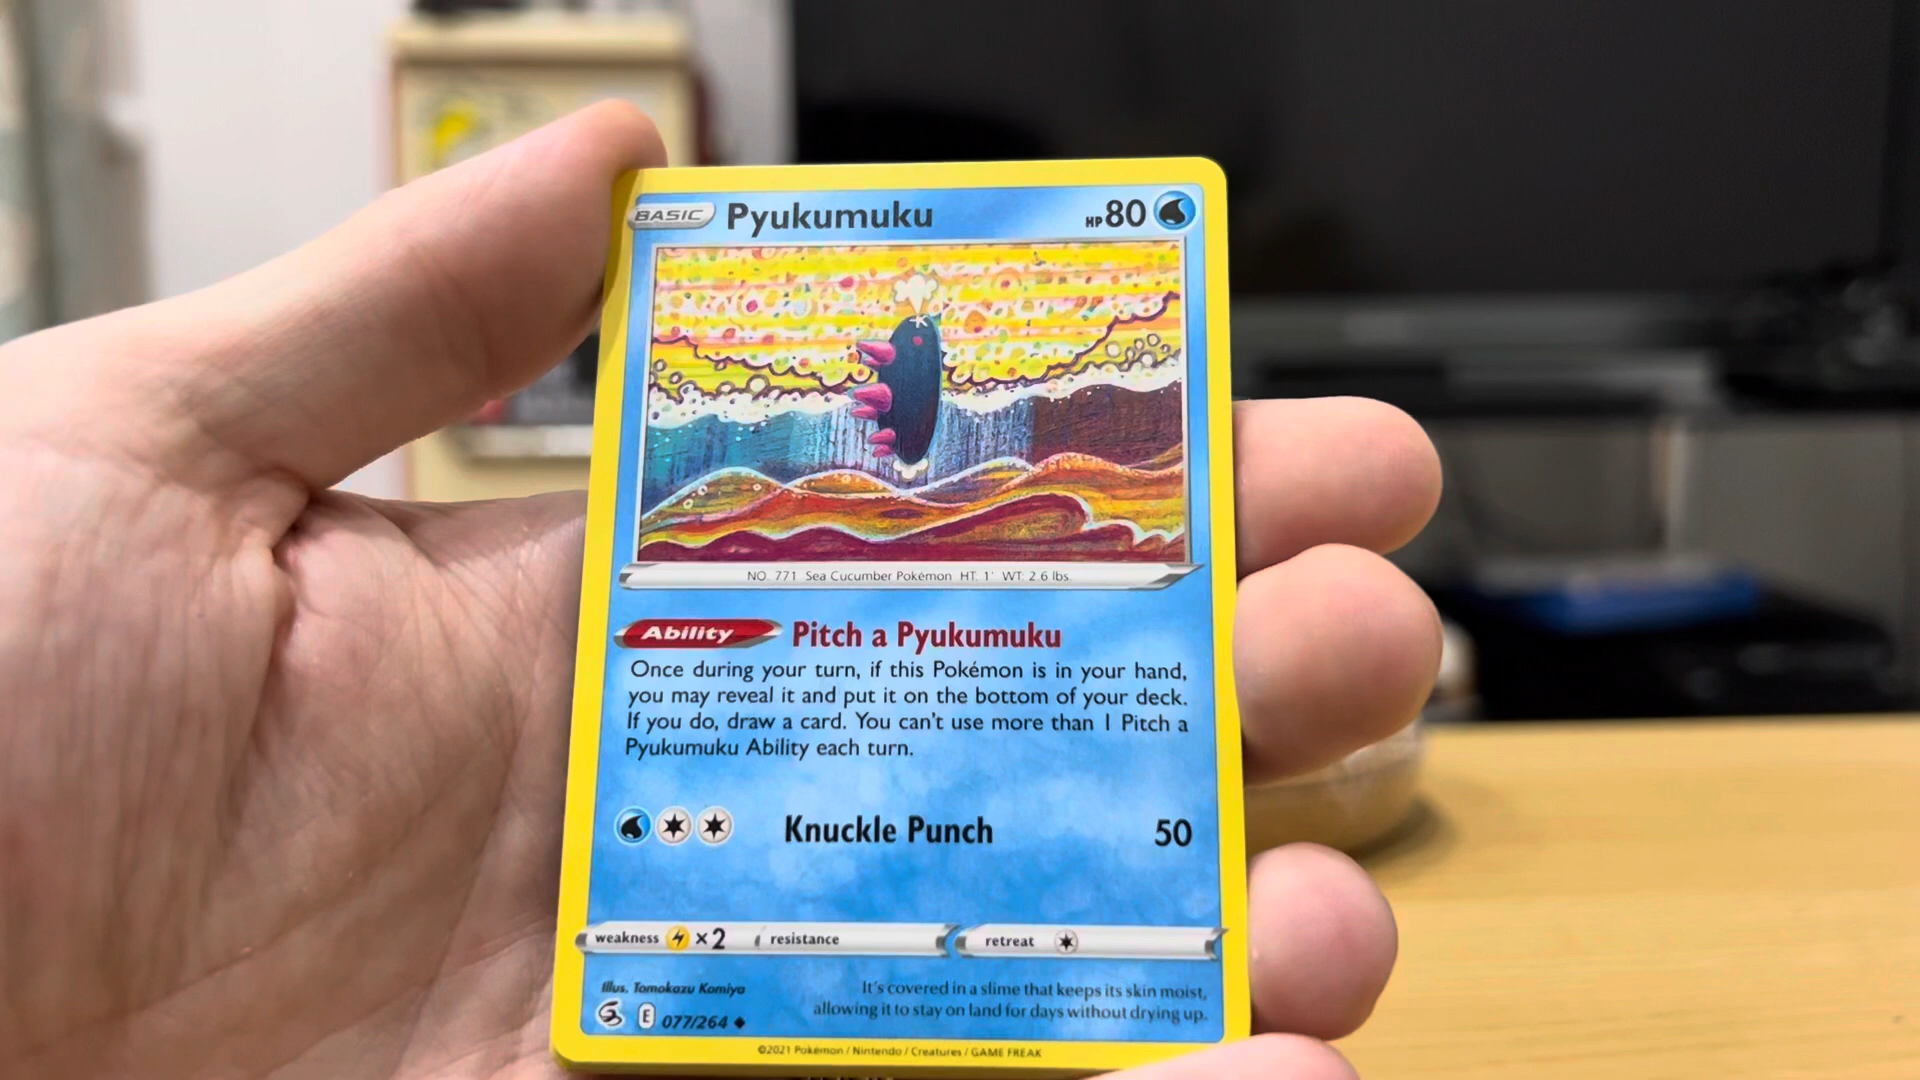 BASIC Pyukumuku HP 80
NO. 771 Sea Cucumber Pokémon HT: 1' WT: 2.6 lbs.
Ability Pitch a Pyukumuku
Once during your turn, if this Pokémon is in your hand,
you may reveal it and put it on the bottom of your deck.
If you do, draw a card. You can't use more than 1 Pitch a
Pyukumuku Ability each turn.
Knuckle Punch 50
weakness ×2 resistance retreat
Illus. Tomokazu Komiya
It's covered in a slime that keeps its skin moist,
allowing it to stay on land for days without drying up.
E 077/264
©2021 Pokémon / Nintendo / Creatures / GAME FREAK